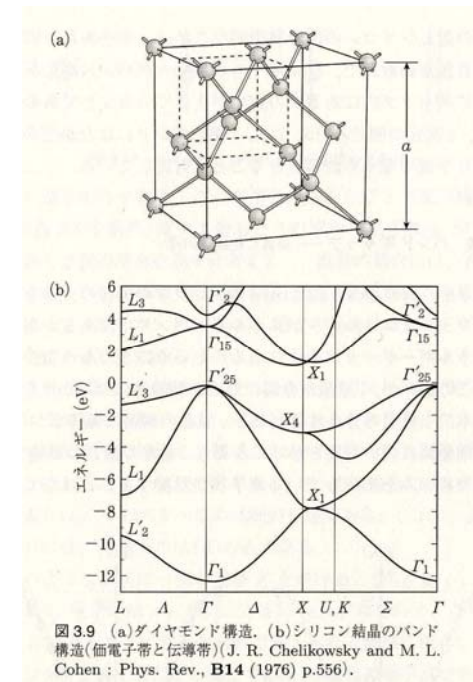 (a)
a
(b)
エネルギー (eV)
6
4
2
0
−2
−4
−6
−8
−10
−12
L₃
L₁
L′₃
L₁
L′₂
Γ′₂
Γ₁₅
Γ′₂₅
Γ₁
X₁
X₄
X₁
Γ′₂
Γ₁₅
Γ′₂₅
Γ₁
L Λ Γ Δ X U,K Σ Γ
図 3.9 (a)ダイヤモンド構造. (b)シリコン結晶のバンド
構造(価電子帯と伝導帯)(J. R. Chelikowsky and M. L.
Cohen : Phys. Rev., B14 (1976) p.556).